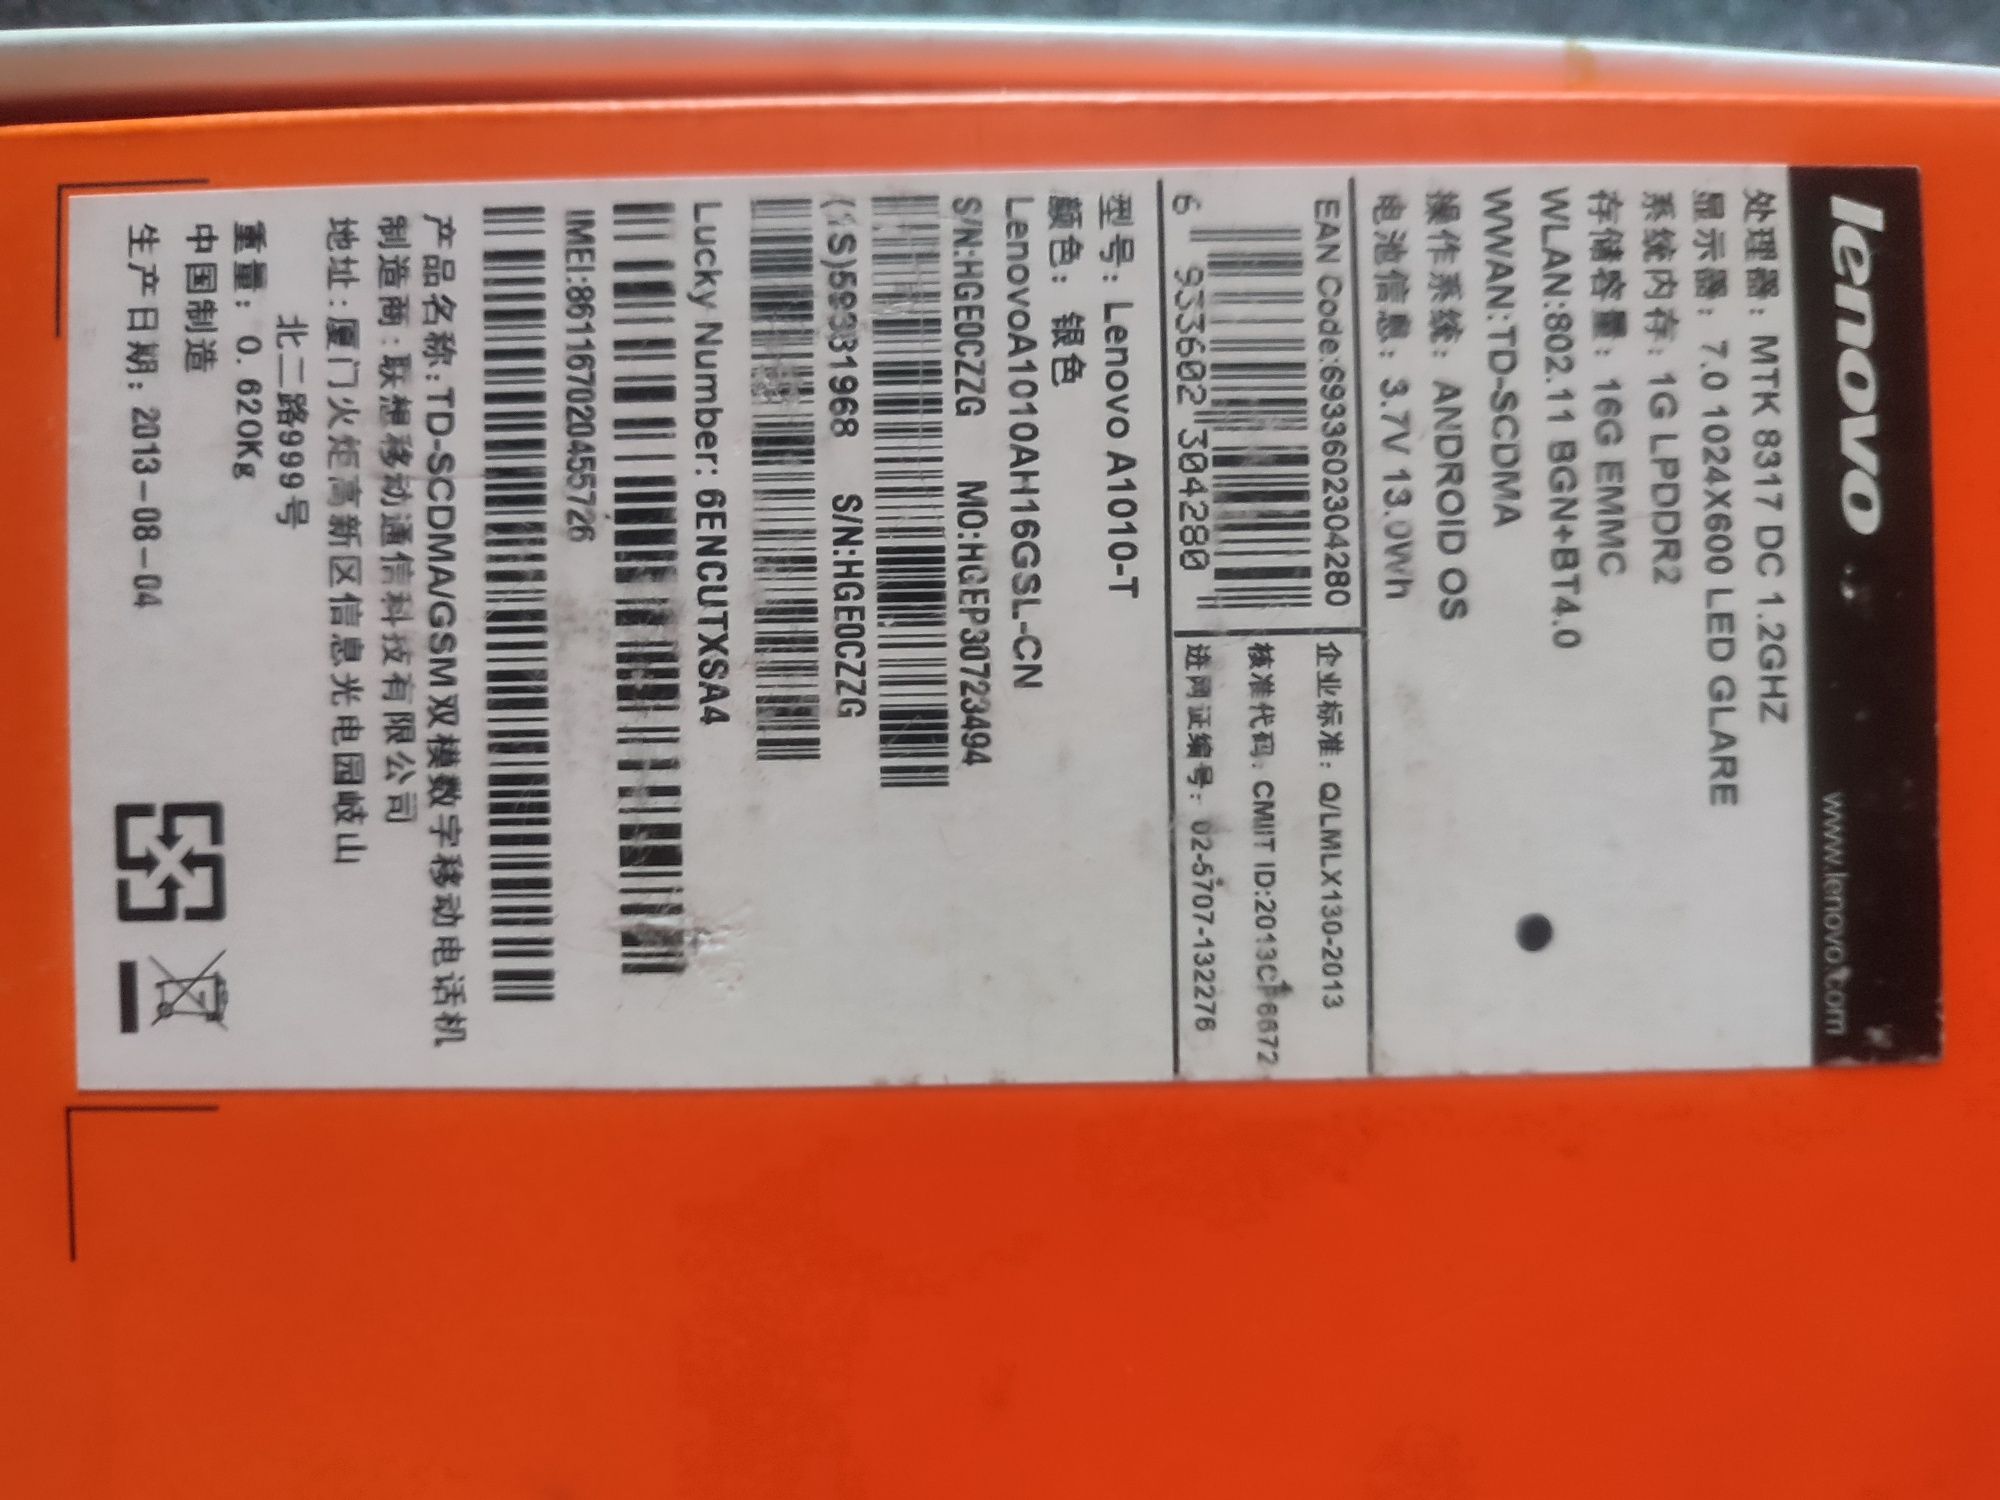 lenovo
www.lenovo.com
处理器: MTK 8317 DC 1.2GHZ
显示器: 7.0 1024X600 LED GLARE
系统内存: 1G LPDDR2
存储容量: 16G EMMC
WLAN:802.11 BGN+BT4.0
WWAN:TD-SCDMA
操作系统: ANDROID OS
电池信息: 3.7V 13.0Wh
EAN Code:6933602304280
6 933602 304280
企业标准: Q/LMLX130-2013
核准代码: CMIIT ID:2013CP6672
进网证编号: 02-5707-132276
型号: Lenovo A1010-T
颜色: 银色
LenovoA1010AH16GSL-CN
S/N:HGE0CZZG MO:HGEP30723494
(1S)59331968 S/N:HGE0CZZG
Lucky Number: 6ENCUTXSA4
IMEI:861167020455726
产品名称:TD-SCDMA/GSM双模数字移动电话机
制造商:联想移动通信科技有限公司
地址:厦门火炬高新区信息光电园岐山
北二路999号
重量: 0.620Kg
中国制造
生产日期: 2013-08-04